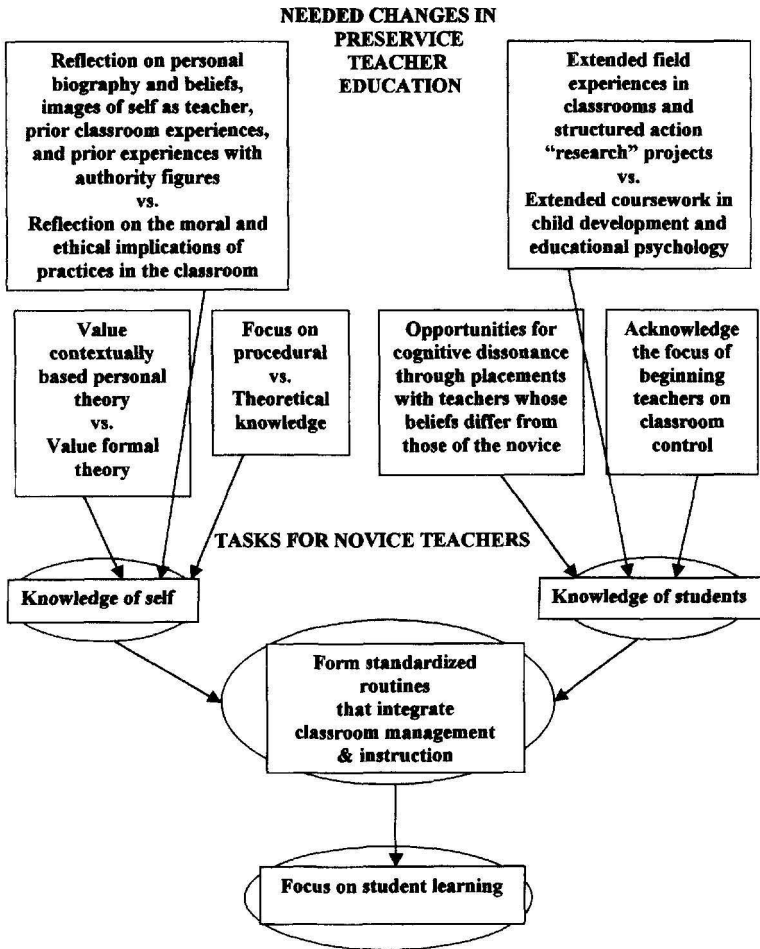 NEEDED CHANGES IN
PRESERVICE
TEACHER
EDUCATION
Reflection on personal
biography and beliefs,
images of self as teacher,
prior classroom experiences,
and prior experiences with
authority figures
vs.
Reflection on the moral and
ethical implications of
practices in the classroom
Extended field
experiences in
classrooms and
structured action
“research” projects
vs.
Extended coursework in
child development and
educational psychology
Value
contextually
based personal
theory
vs.
Value formal
theory
Focus on
procedural
vs.
Theoretical
knowledge
Opportunities for
cognitive dissonance
through placements
with teachers whose
beliefs differ from
those of the novice
Acknowledge
the focus of
beginning
teachers on
classroom
control
TASKS FOR NOVICE TEACHERS
Knowledge of self
Knowledge of students
Form standardized
routines
that integrate
classroom management
& instruction
Focus on student learning